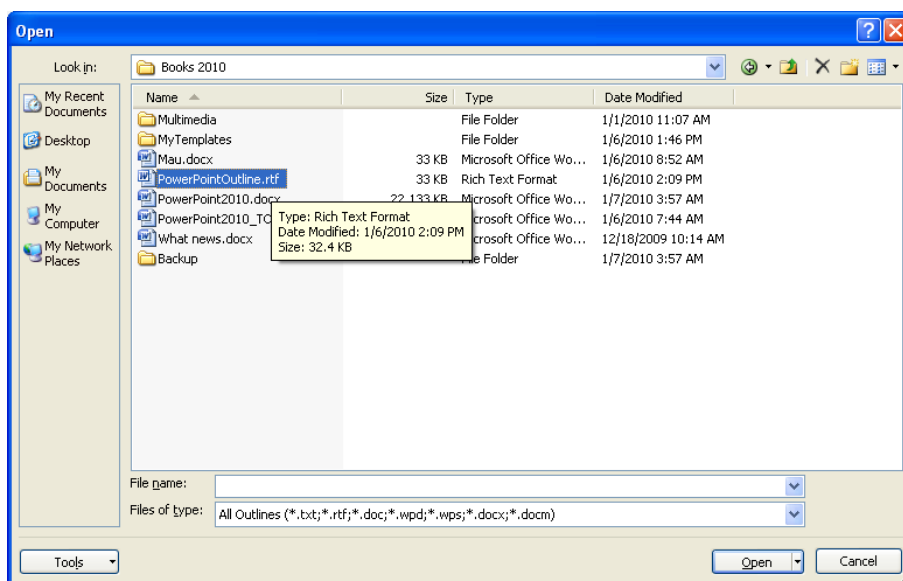 Open
Look in: Books 2010
My Recent Documents
Desktop
My Documents
My Computer
My Network Places
Name Size Type Date Modified
Multimedia File Folder 1/1/2010 11:07 AM
MyTemplates File Folder 1/6/2010 1:46 PM
Mau.docx 33 KB Microsoft Office Wo... 1/6/2010 8:52 AM
PowerPointOutline.rtf 33 KB Rich Text Format 1/6/2010 2:09 PM
PowerPoint2010.docx 22,133 KB Microsoft Office Wo... 1/7/2010 3:57 AM
PowerPoint2010_TO Microsoft Office Wo... 1/6/2010 7:44 AM
What news.docx crosoft Office Wo... 12/18/2009 10:14 AM
Backup File Folder 1/7/2010 3:57 AM
Type: Rich Text Format
Date Modified: 1/6/2010 2:09 PM
Size: 32.4 KB
File name:
Files of type: All Outlines (*.txt;*.rtf;*.doc;*.wpd;*.wps;*.docx;*.docm)
Tools Open Cancel